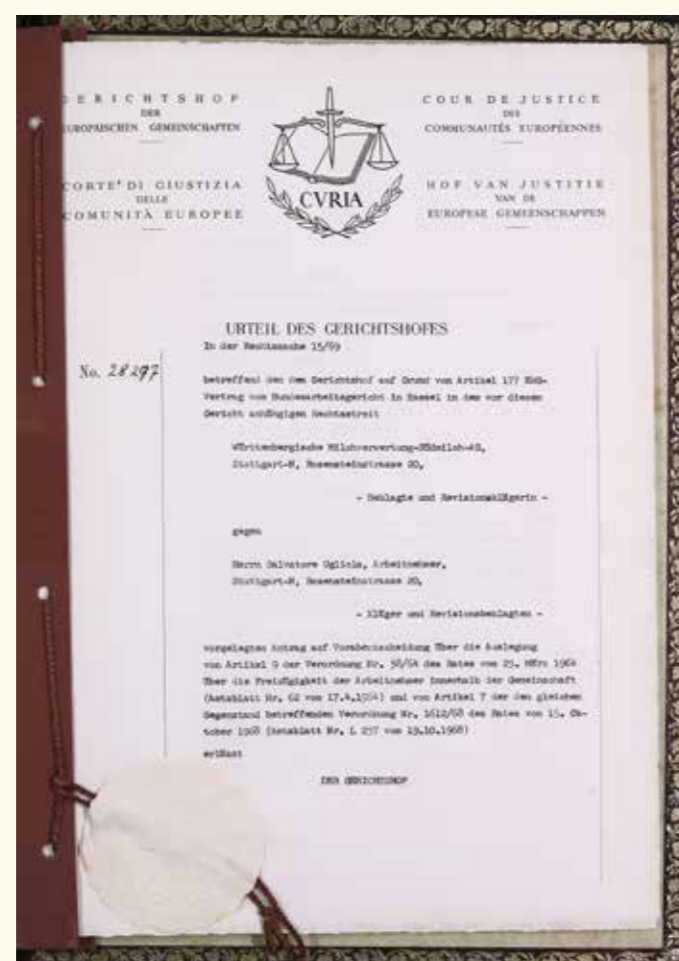 GERICHTSHOF
DER
EUROPÄISCHEN GEMEINSCHAFTEN
CORTE' DI GIUSTIZIA
DELLE
COMUNITÀ EUROPEE
CVRIA
COUR DE JUSTICE
DES
COMMUNAUTÉS EUROPÉENNES
HOF VAN JUSTITIE
VAN DE
EUROPESE GEMEENSCHAPPEN
URTEIL DES GERICHTSHOFES
In der Rechtssache 15/69
No. 28297
betreffend den dem Gerichtshof auf Grund von Artikel 177 EWG-
Vertrag vom Bundesarbeitsgericht in Kassel in dem vor diesem
Gericht anhängigen Rechtsstreit
Württembergische Milchverwertung-Südmilch-AG,
Stuttgart-N, Rosensteinstrasse 20,
- Beklagte und Revisionsklägerin -
gegen
Herrn Salvatore Ugliola, Arbeitnehmer,
Stuttgart-N, Rosensteinstrasse 20,
- Kläger und Revisionsbeklagten -
vorgelegten Antrag auf Vorabentscheidung über die Auslegung
von Artikel 9 der Verordnung Nr. 38/64 des Rates vom 25. März 1964
über die Freizügigkeit der Arbeitnehmer innerhalb der Gemeinschaft
(Amtsblatt Nr. 62 vom 17.4.1964) und von Artikel 7 der den gleichen
Gegenstand betreffenden Verordnung Nr. 1612/68 des Rates vom 15. Ok-
tober 1968 (Amtsblatt Nr. L 257 vom 19.10.1968)
erlässt
DER GERICHTSHOF